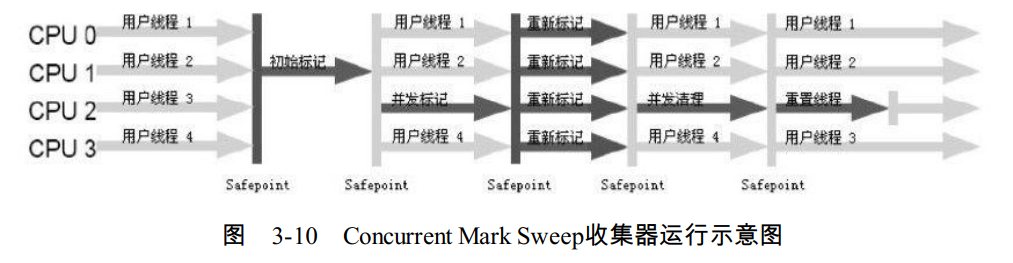 CPU 0 用户线程 1 用户线程 1 重新标记 用户线程 1 用户线程 1
CPU 1 用户线程 2 初始标记 用户线程 2 重新标记 用户线程 2 用户线程 2
CPU 2 用户线程 3 并发标记 重新标记 并发清理 重置线程
CPU 3 用户线程 4 用户线程 4 重新标记 用户线程 4 用户线程 3
Safepoint Safepoint Safepoint Safepoint Safepoint
图 3-10 Concurrent Mark Sweep收集器运行示意图